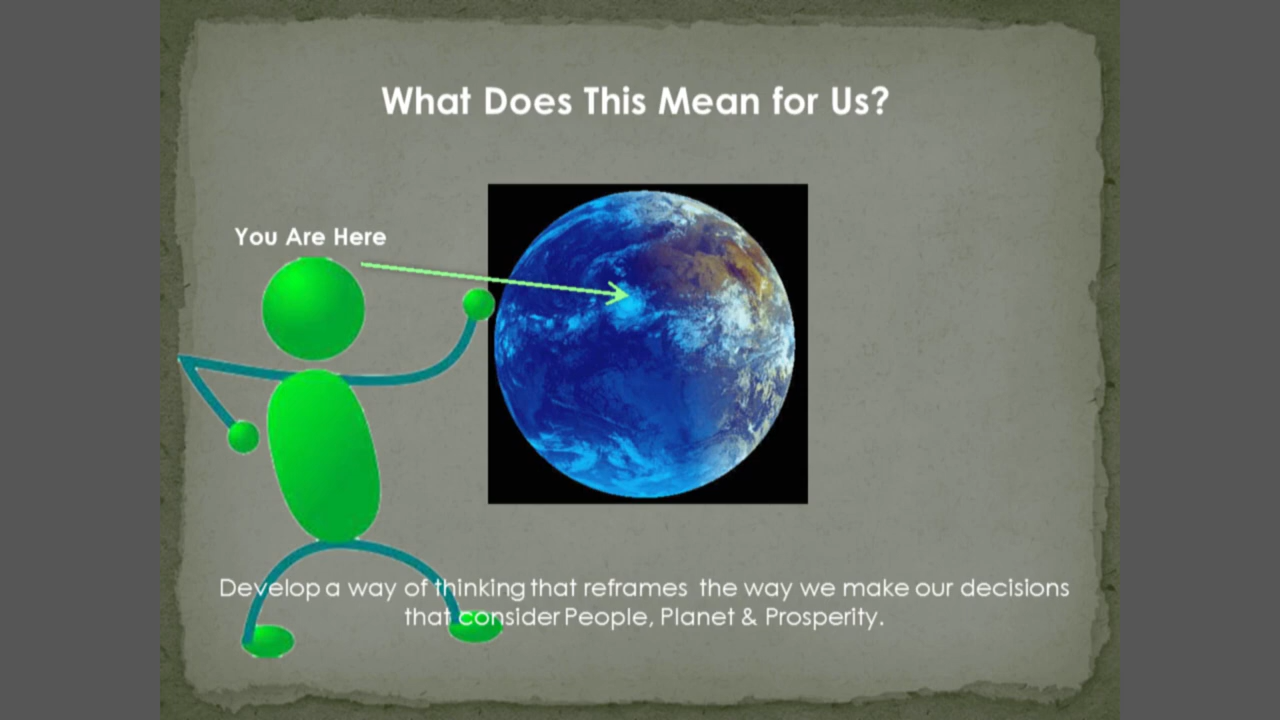 What Does This Mean for Us?
You Are Here
Develop a way of thinking that reframes the way we make our decisions
that consider People, Planet & Prosperity.